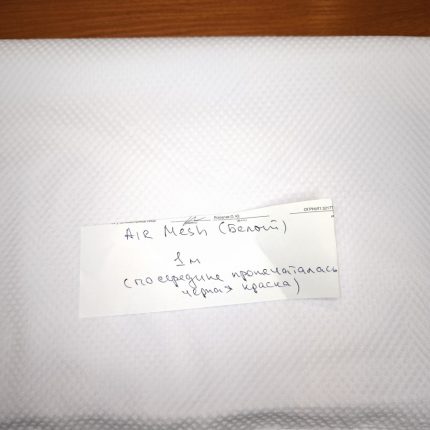 Air Mesh (Белый)
1 м
(посередине пропечаталась
черная краска)